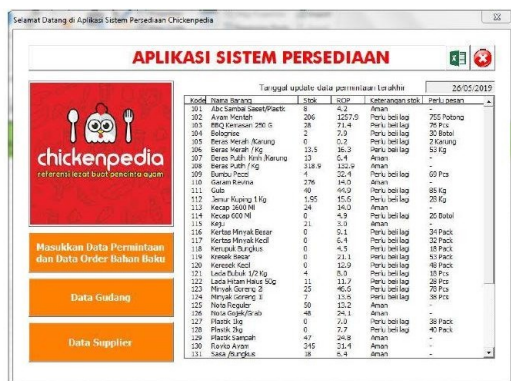 Selamat Datang di Aplikasi Sistem Persediaan Chickenpedia
APLIKASI SISTEM PERSEDIAAN
Tanggal update data permintaan terakhir 26/05/2019
chickenpedia
referensi lezat buat pencinta ayam
Masukkan Data Permintaan
dan Data Order Bahan Baku
Data Gudang
Data Supplier
Kode Nama Barang Stok ROP Keterangan stok Perlu pesan
101 Abc Sambal Saset/Plastik 8 4.2 Aman -
102 Ayam Mentah 206 1257.9 Perlu beli lagi 755 Potong
103 BBQ Kemasan 250 G 28 71.4 Perlu beli lagi 76 Pcs
104 Bolognise 2 7.9 Perlu beli lagi 30 Botol
105 Beras Merah /Karung 0 0.2 Perlu beli lagi 2 Karung
106 Beras Merah / Kg 13.5 16.3 Perlu beli lagi 53 Kg
107 Beras Putih /Karung 13 6.4 Aman -
108 Beras Putih / Kg 318.9 132.9 Aman -
109 Bumbu Pecel 4 32.4 Perlu beli lagi 69 Pcs
110 Garam Revina 276 14.0 Aman -
111 Gula 40 44.9 Perlu beli lagi 85 Kg
112 Jamur Kuping 1 Kg 1.95 15.6 Perlu beli lagi 28 Kg
113 Kecap 1600 Ml 24 14.0 Aman -
114 Kecap 600 Ml 0 4.9 Perlu beli lagi 26 Botol
115 Keju 21 3.0 Aman -
116 Kertas Minyak Besar 0 9.1 Perlu beli lagi 34 Pack
117 Kertas Minyak Kecil 0 6.4 Perlu beli lagi 32 Pack
118 Kerupuk Bungkus 0 4.5 Perlu beli lagi 18 Pack
119 Kresek Besar 0 21.1 Perlu beli lagi 53 Pack
120 Keresek Kecil 0 12.9 Perlu beli lagi 48 Pack
121 Lada Bubuk 1/2 Kg 4 8.0 Perlu beli lagi 18 Pcs
122 Lada Hitam Halus 50g 11 11.7 Perlu beli lagi 28 Pcs
123 Minyak Goreng 2 25 46.6 Perlu beli lagi 78 Pcs
124 Minyak Goreng 7 13.6 Perlu beli lagi 38 Pcs
125 Nota Reguler 50 13.2 Aman -
126 Nota Gojek/Grab 48 24.1 Aman -
127 Plastik 1kg 0 7.9 Perlu beli lagi 38 Pack
128 Plastik 2kg 0 7.7 Perlu beli lagi 40 Pack
129 Plastik Sampah 47 24.8 Aman -
130 Royko Ayam 345 31.4 Aman -
131 Sasa /Bungkus 18 6.4 Aman -